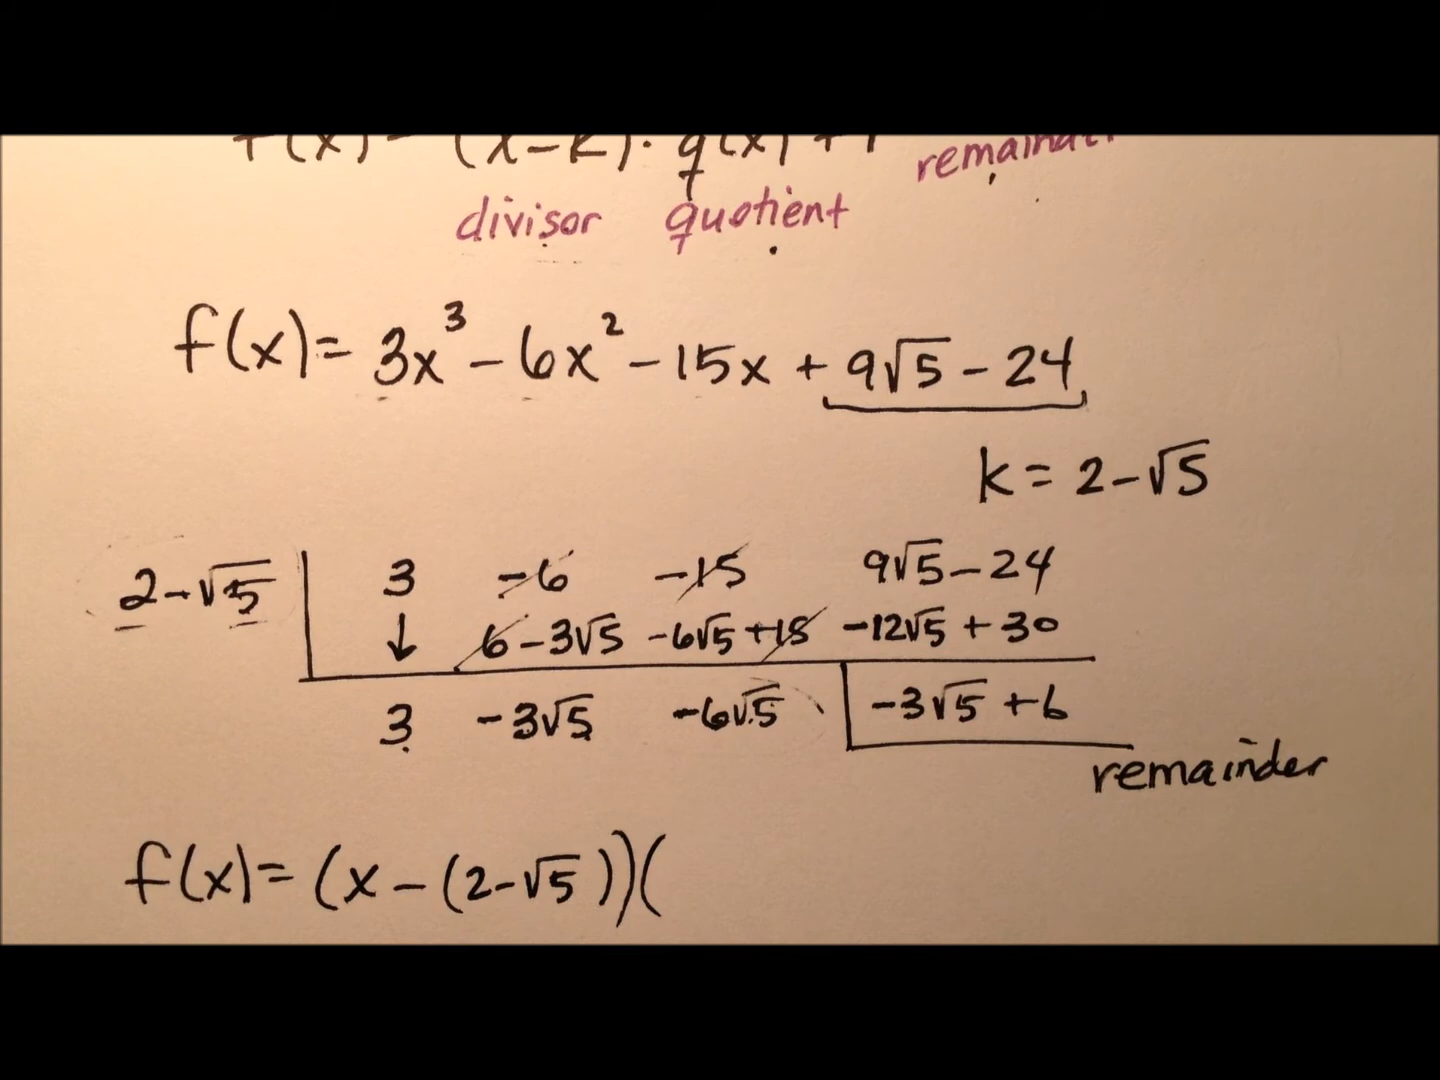 f(x) = (x-k) · q(x) + r remainder
divisor quotient
f(x) = 3x³ - 6x² - 15x + 9√5 - 24
k = 2-√5
2-√5 3 -6 -15 9√5-24
↓ 6-3√5 -6√5+15 -12√5+30
3 -3√5 -6√5 -3√5+6
remainder
f(x) = (x-(2-√5))(